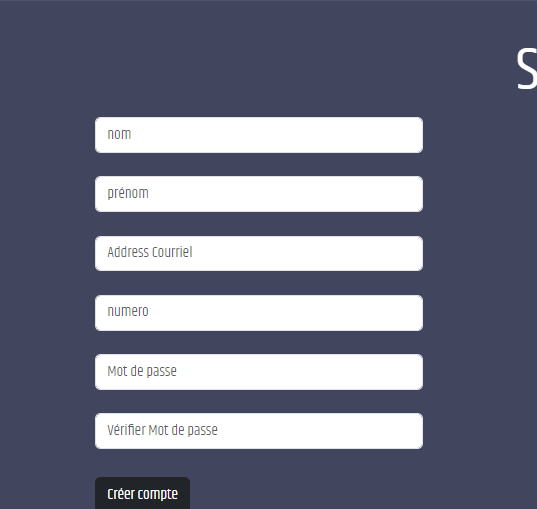 S
nom
prénom
Address Courriel
numero
Mot de passe
Vérifier Mot de passe
Créer compte